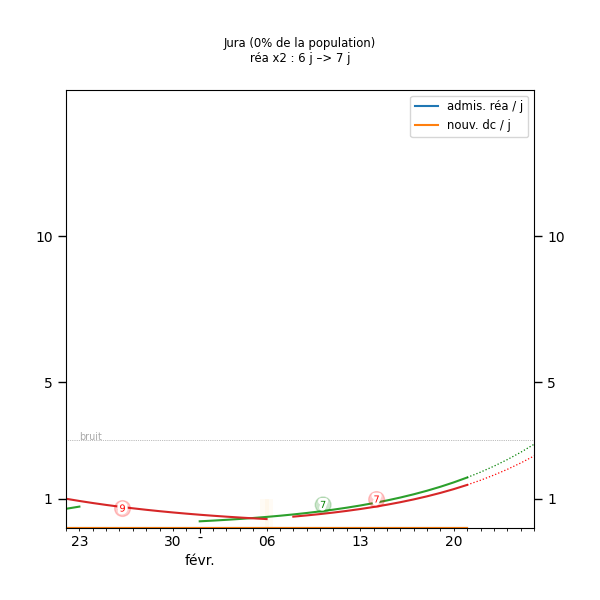 Jura (0% de la population)
réa x2 : 6 j –> 7 j
admis. réa / j
nouv. dc / j
10
10
5
5
bruit
9
7
7
1
1
23
30
-
06
13
20
févr.